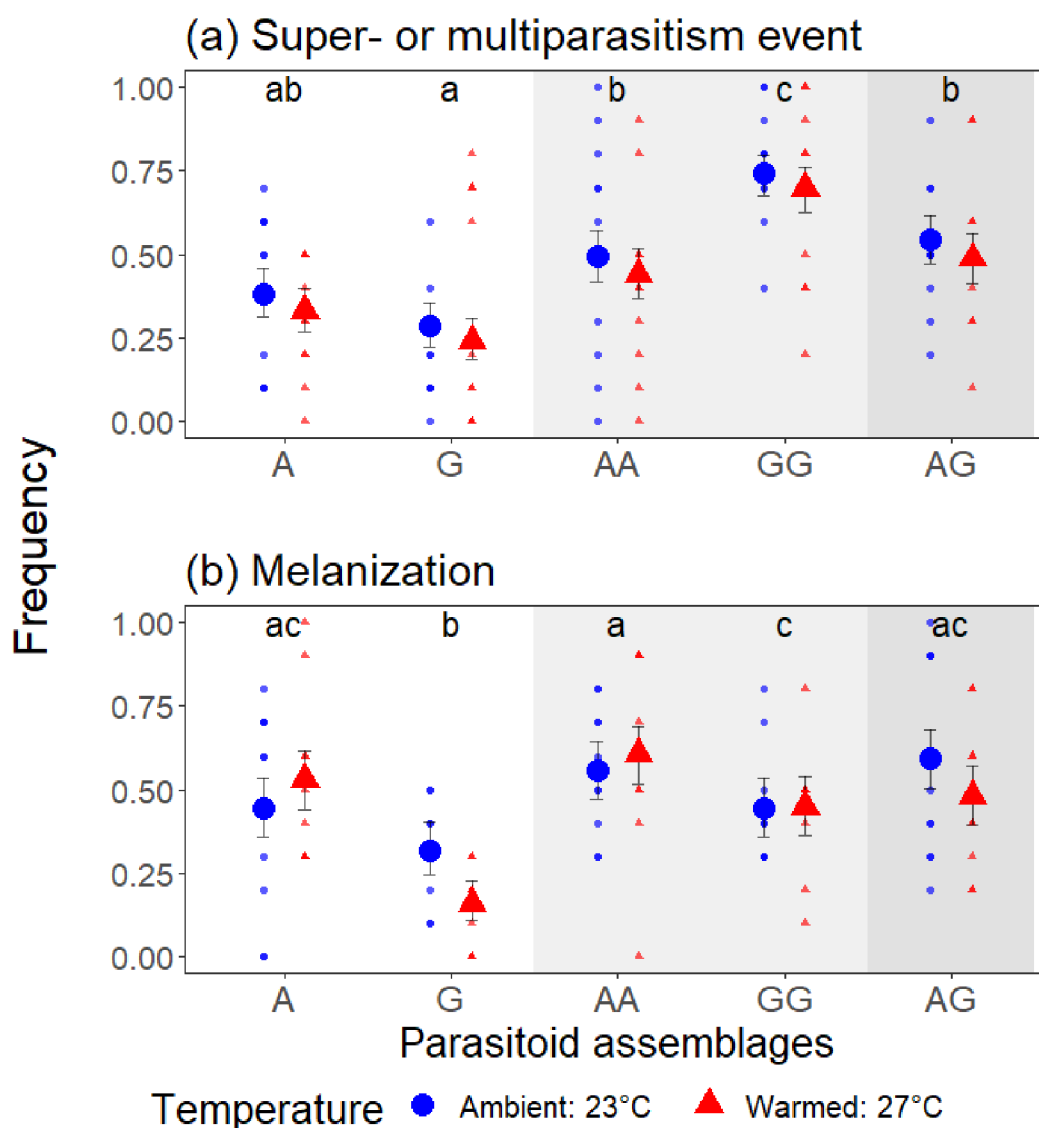 (a) Super- or multiparasitism event
ab a b c b
1.00
0.75
0.50
0.25
0.00
A G AA GG AG
Frequency
(b) Melanization
ac b a c ac
1.00
0.75
0.50
0.25
0.00
A G AA GG AG
Parasitoid assemblages
Temperature Ambient: 23°C Warmed: 27°C